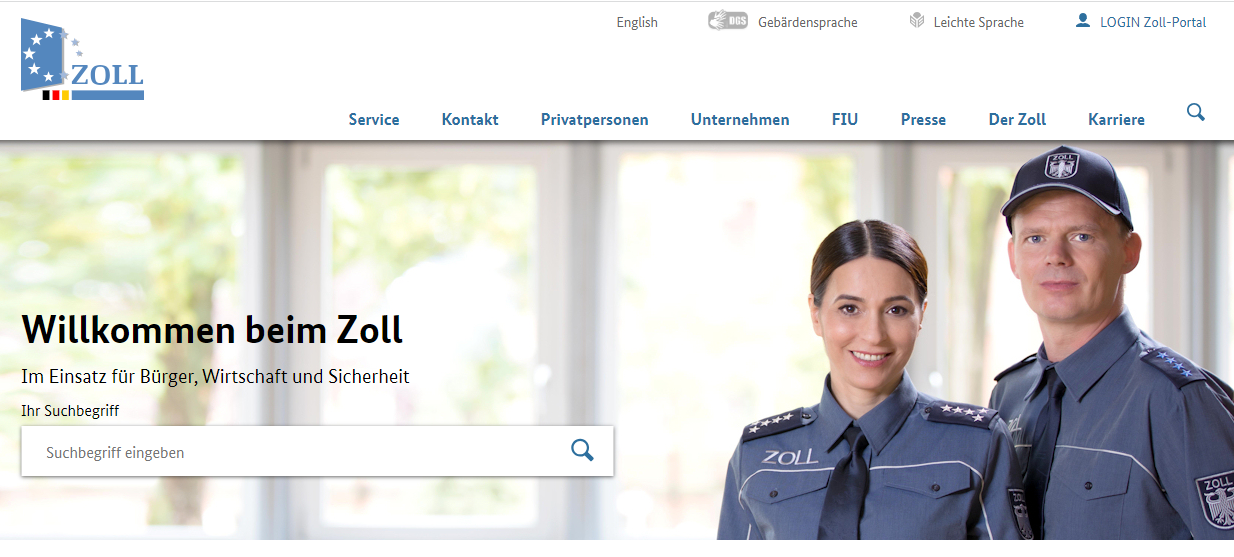 English DGS Gebärdensprache Leichte Sprache LOGIN Zoll-Portal
ZOLL
Service Kontakt Privatpersonen Unternehmen FIU Presse Der Zoll Karriere
ZOLL
Willkommen beim Zoll
Im Einsatz für Bürger, Wirtschaft und Sicherheit
Ihr Suchbegriff
Suchbegriff eingeben
ZOLL
ZOLL
ZOLL
ZOLL